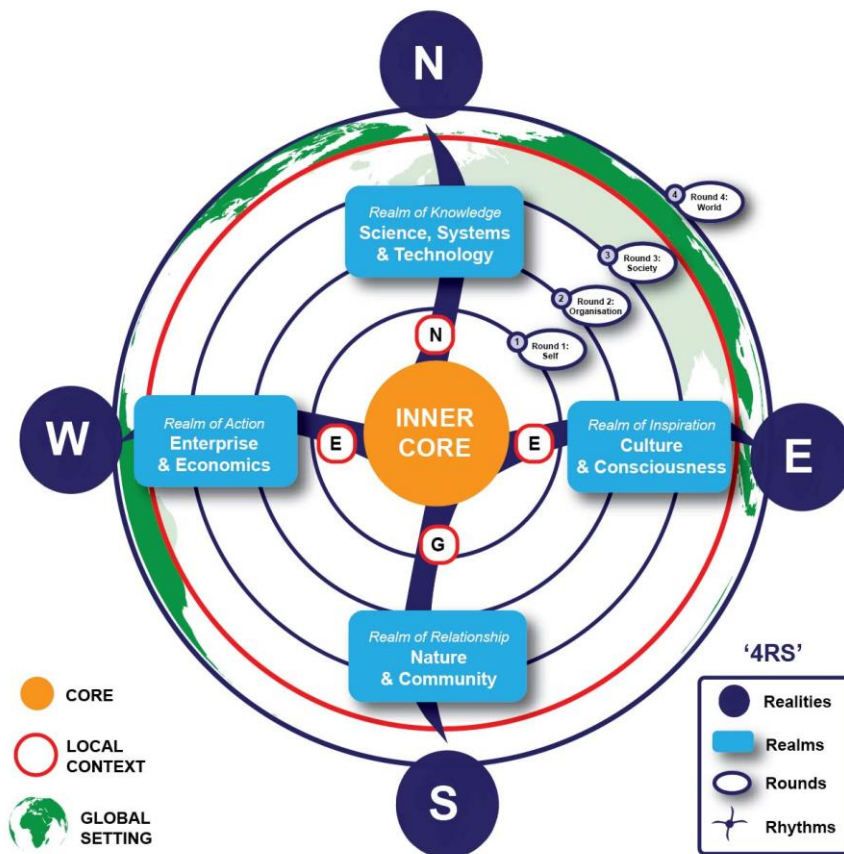 N
4
Round 4:
World
Realm of Knowledge
Science, Systems
& Technology
3
Round 3:
Society
2
Round 2:
Organisation
N
1
Round 1:
Self
W
Realm of Action
Enterprise
& Economics
E
INNER
CORE
E
Realm of Inspiration
Culture
& Consciousness
E
G
Realm of Relationship
Nature
& Community
S
CORE
LOCAL
CONTEXT
GLOBAL
SETTING
'4RS'
Realities
Realms
Rounds
Rhythms